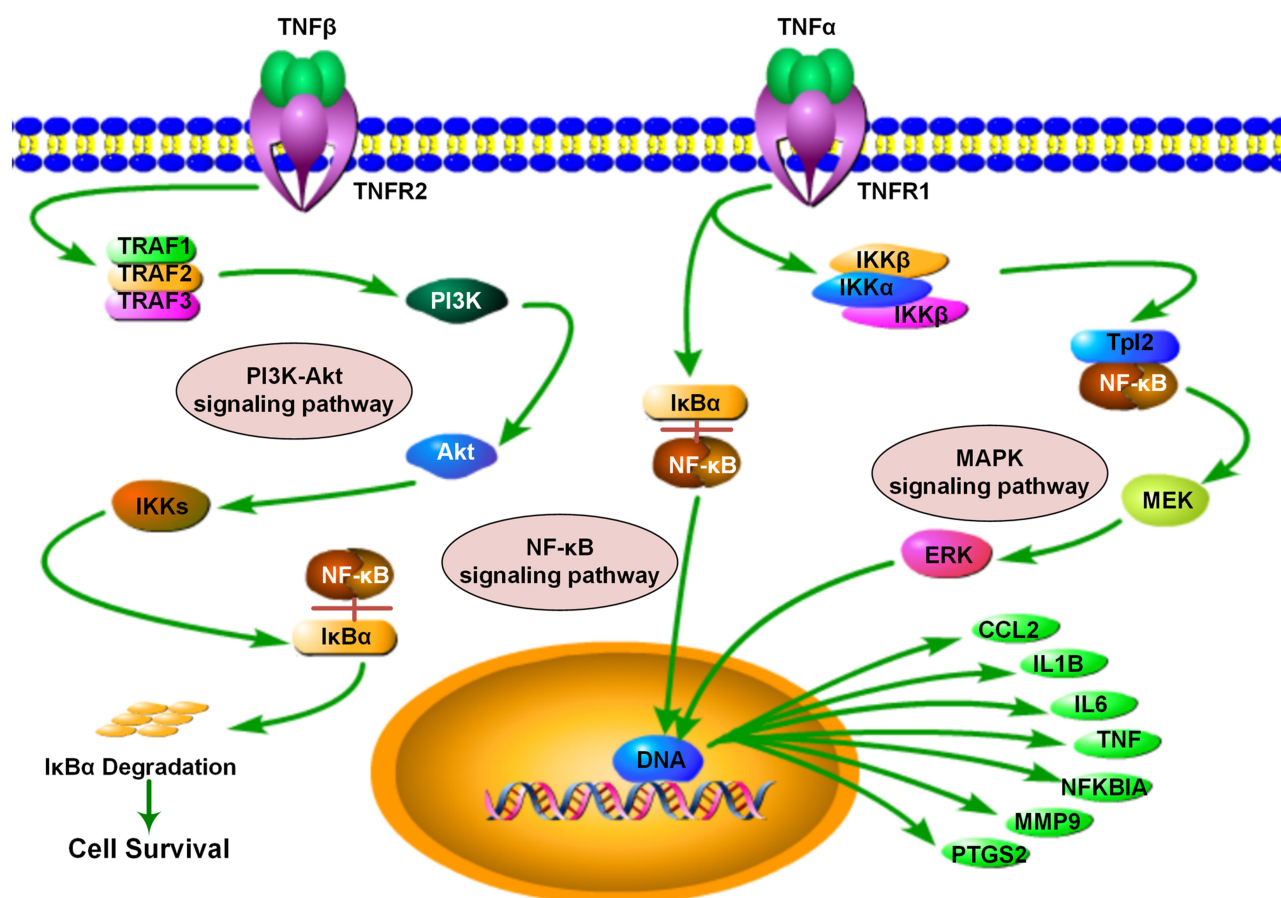 TNFβ
TNFα
TNFR2
TNFR1
TRAF1
TRAF2
TRAF3
PI3K
IKKβ
IKKα
IKKβ
Tpl2
NF-κB
PI3K-Akt
signaling pathway
IκBα
NF-κB
Akt
MAPK
signaling pathway
IKKs
MEK
NF-κB
signaling pathway
ERK
NF-κB
IκBα
CCL2
IL1B
IL6
TNF
NFKBIA
MMP9
PTGS2
DNA
IκBα Degradation
Cell Survival